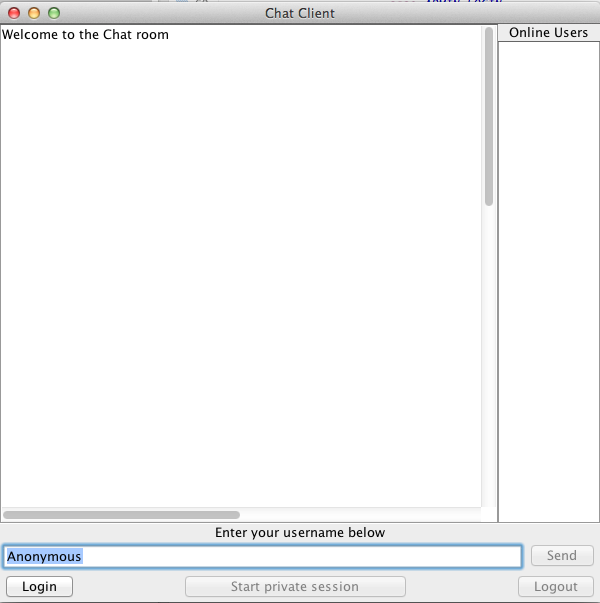 Chat Client
Welcome to the Chat room
Online Users
Enter your username below
Anonymous
Send
Login
Start private session
Logout